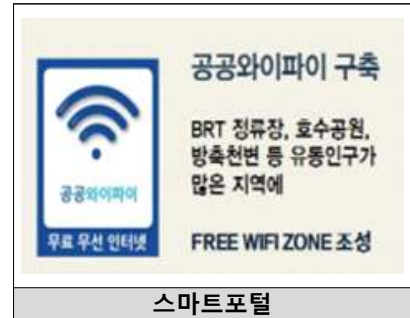 공공와이파이 구축
BRT 정류장, 호수공원,
방축천변 등 유동인구가
많은 지역에
FREE WIFI ZONE 조성
공공와이파이
무료 무선 인터넷
스마트포털